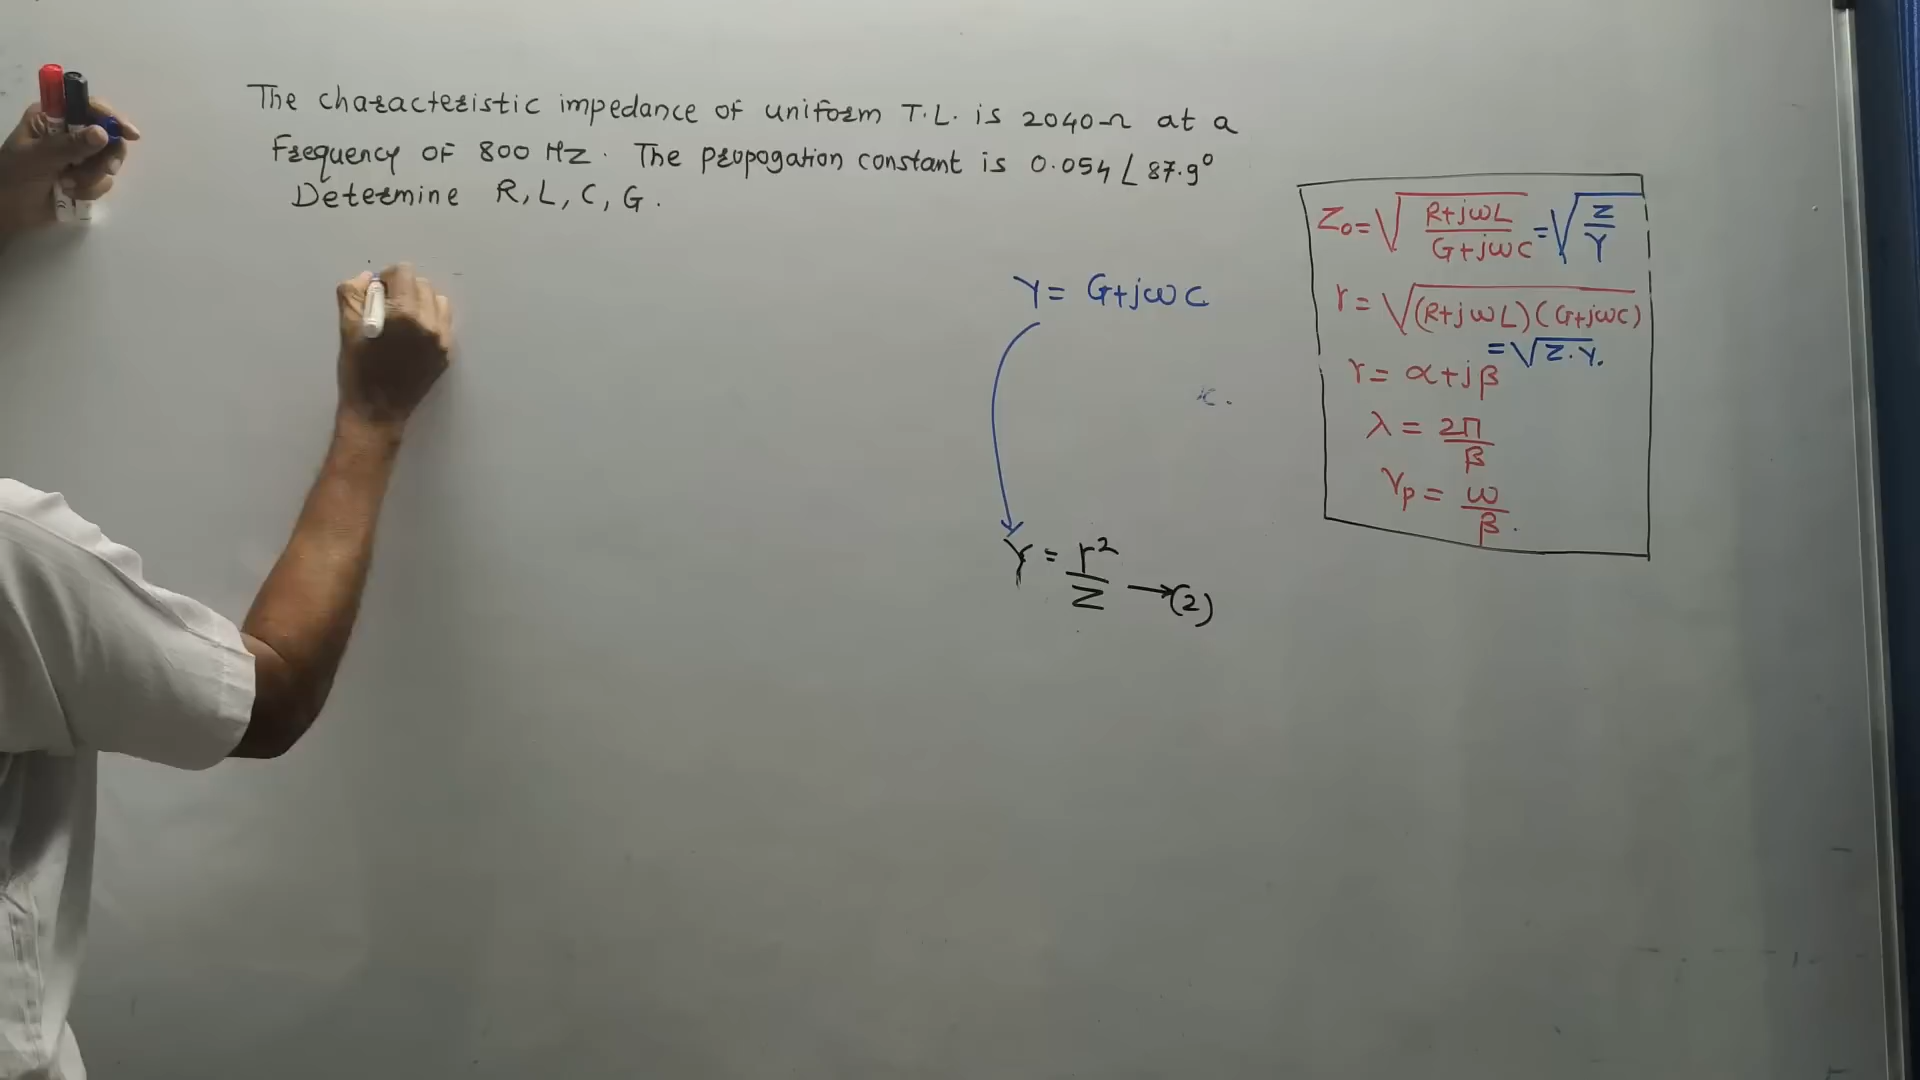 The characteristic impedance of uniform T.L. is 2040Ω at a
Frequency OF 800 HZ. The propogation constant is 0.054 ∠87.9°
Determine R, L, C, G.
Y = G+jωC
Y = r²/Z → (2)
Z₀ = √(R+jωL / G+jωC) = √(Z/Y)
r = √(R+jωL)(G+jωC)
= √Z.Y.
r = α+jβ
λ = 2Π/β
Vp = ω/β.